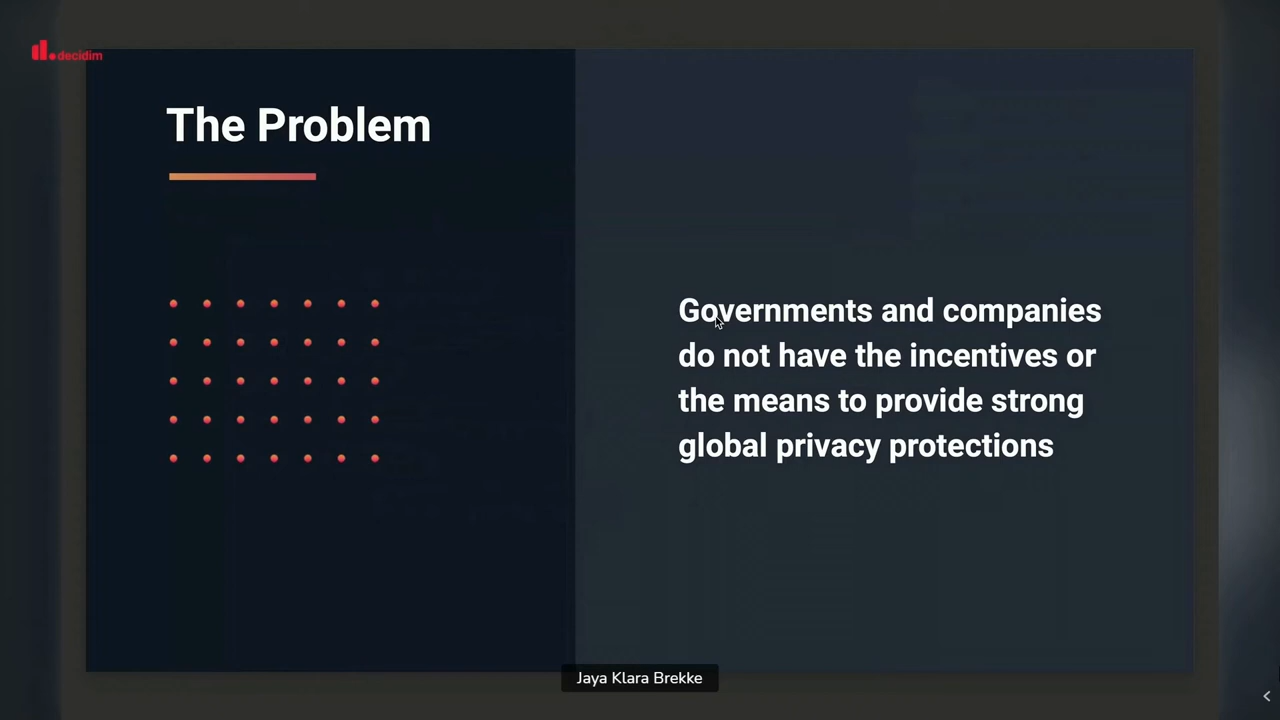 decidim
The Problem
Governments and companies
do not have the incentives or
the means to provide strong
global privacy protections
Jaya Klara Brekke